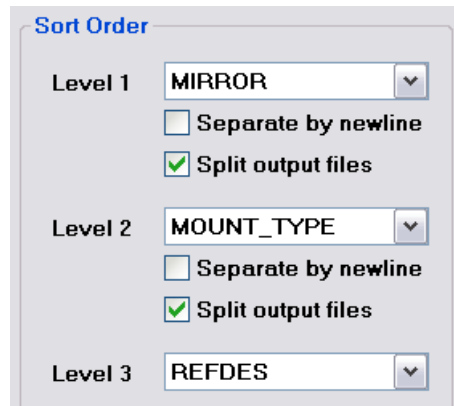 Sort Order
Level 1 MIRROR
Separate by newline
Split output files
Level 2 MOUNT_TYPE
Separate by newline
Split output files
Level 3 REFDES